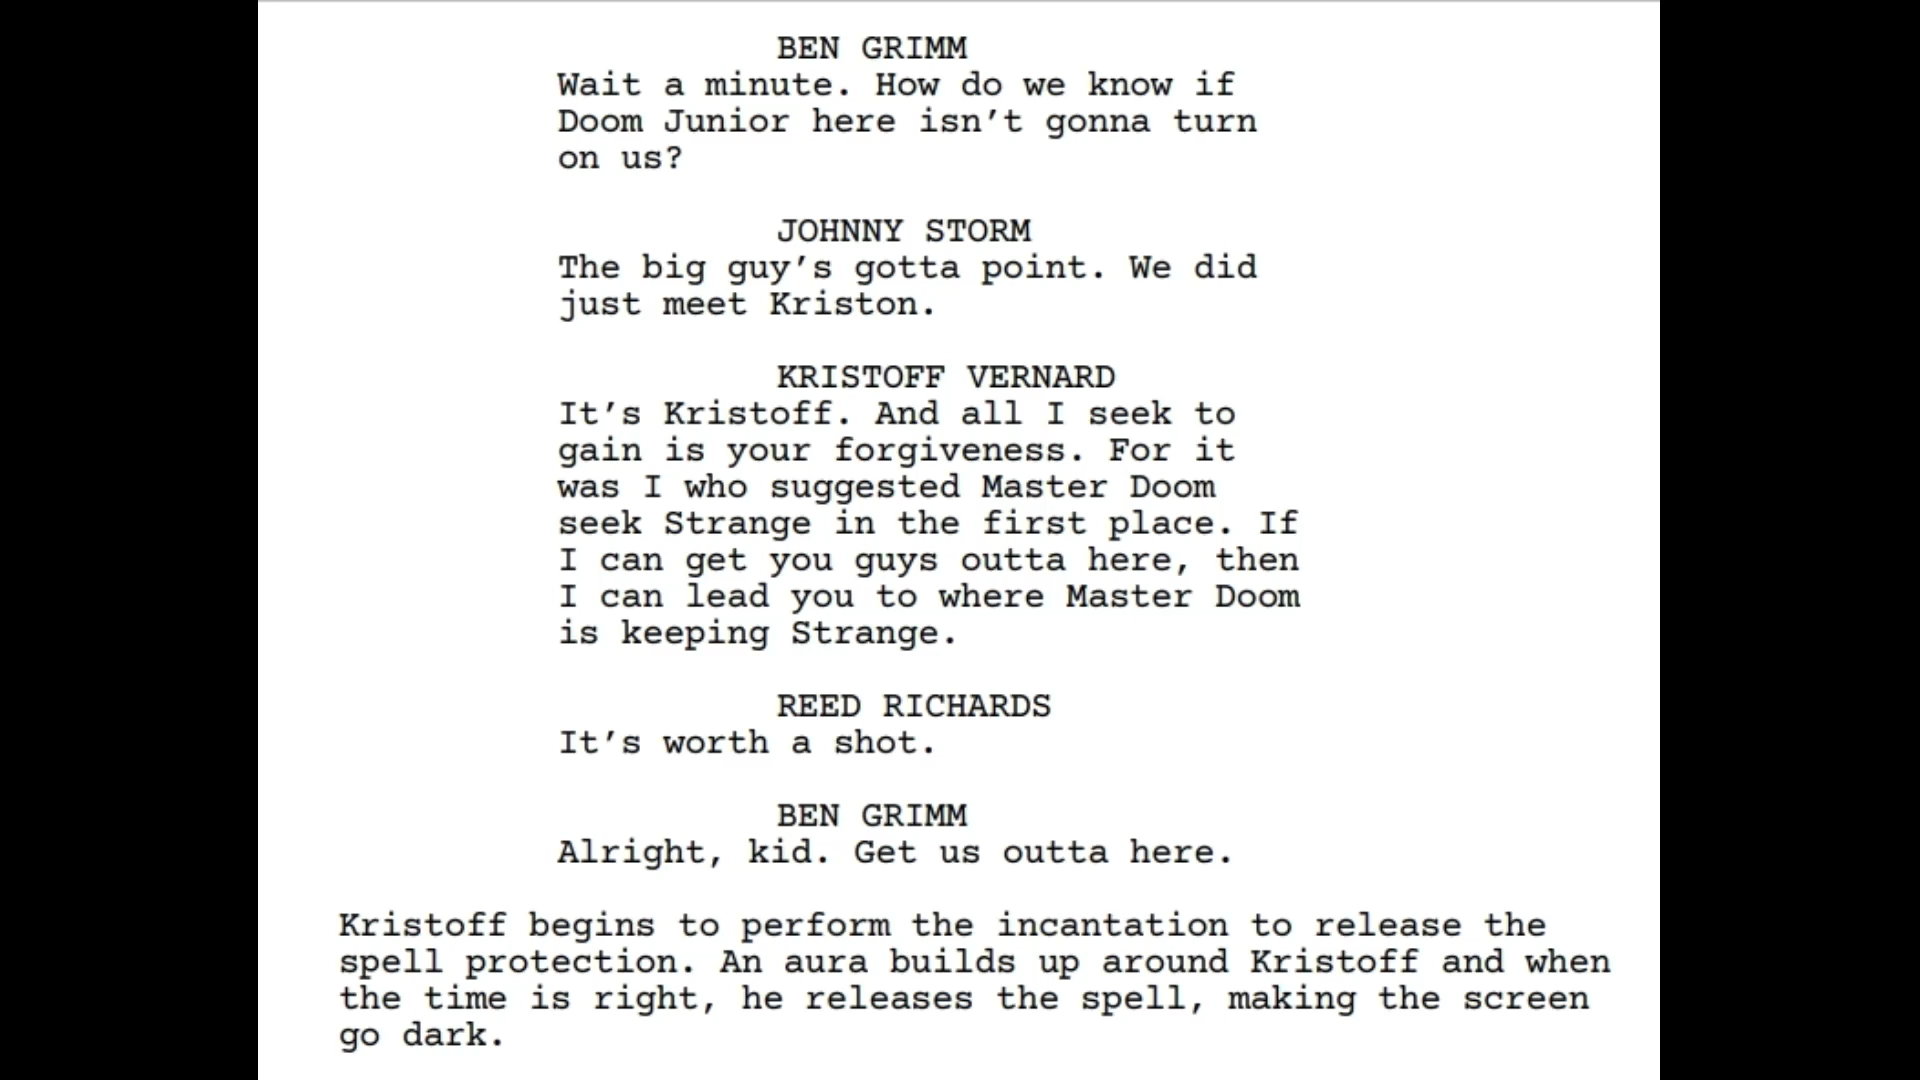 BEN GRIMM
Wait a minute. How do we know if
Doom Junior here isn’t gonna turn
on us?
JOHNNY STORM
The big guy’s gotta point. We did
just meet Kriston.
KRISTOFF VERNARD
It’s Kristoff. And all I seek to
gain is your forgiveness. For it
was I who suggested Master Doom
seek Strange in the first place. If
I can get you guys outta here, then
I can lead you to where Master Doom
is keeping Strange.
REED RICHARDS
It’s worth a shot.
BEN GRIMM
Alright, kid. Get us outta here.
Kristoff begins to perform the incantation to release the
spell protection. An aura builds up around Kristoff and when
the time is right, he releases the spell, making the screen
go dark.